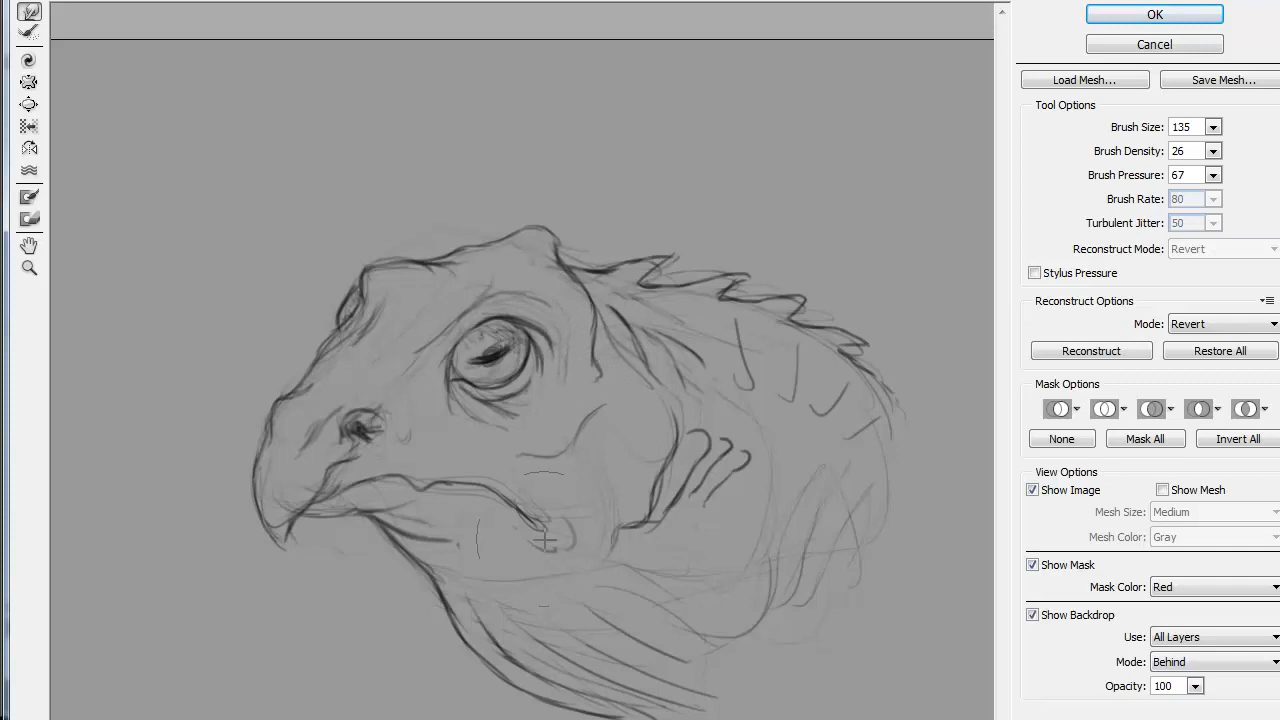 OK
Cancel
Load Mesh... Save Mesh...
Tool Options
Brush Size: 135
Brush Density: 26
Brush Pressure: 67
Brush Rate: 80
Turbulent Jitter: 50
Reconstruct Mode: Revert
Stylus Pressure
Reconstruct Options
Mode: Revert
Reconstruct Restore All
Mask Options
None Mask All Invert All
View Options
Show Image Show Mesh
Mesh Size: Medium
Mesh Color: Gray
Show Mask
Mask Color: Red
Show Backdrop
Use: All Layers
Mode: Behind
Opacity: 100